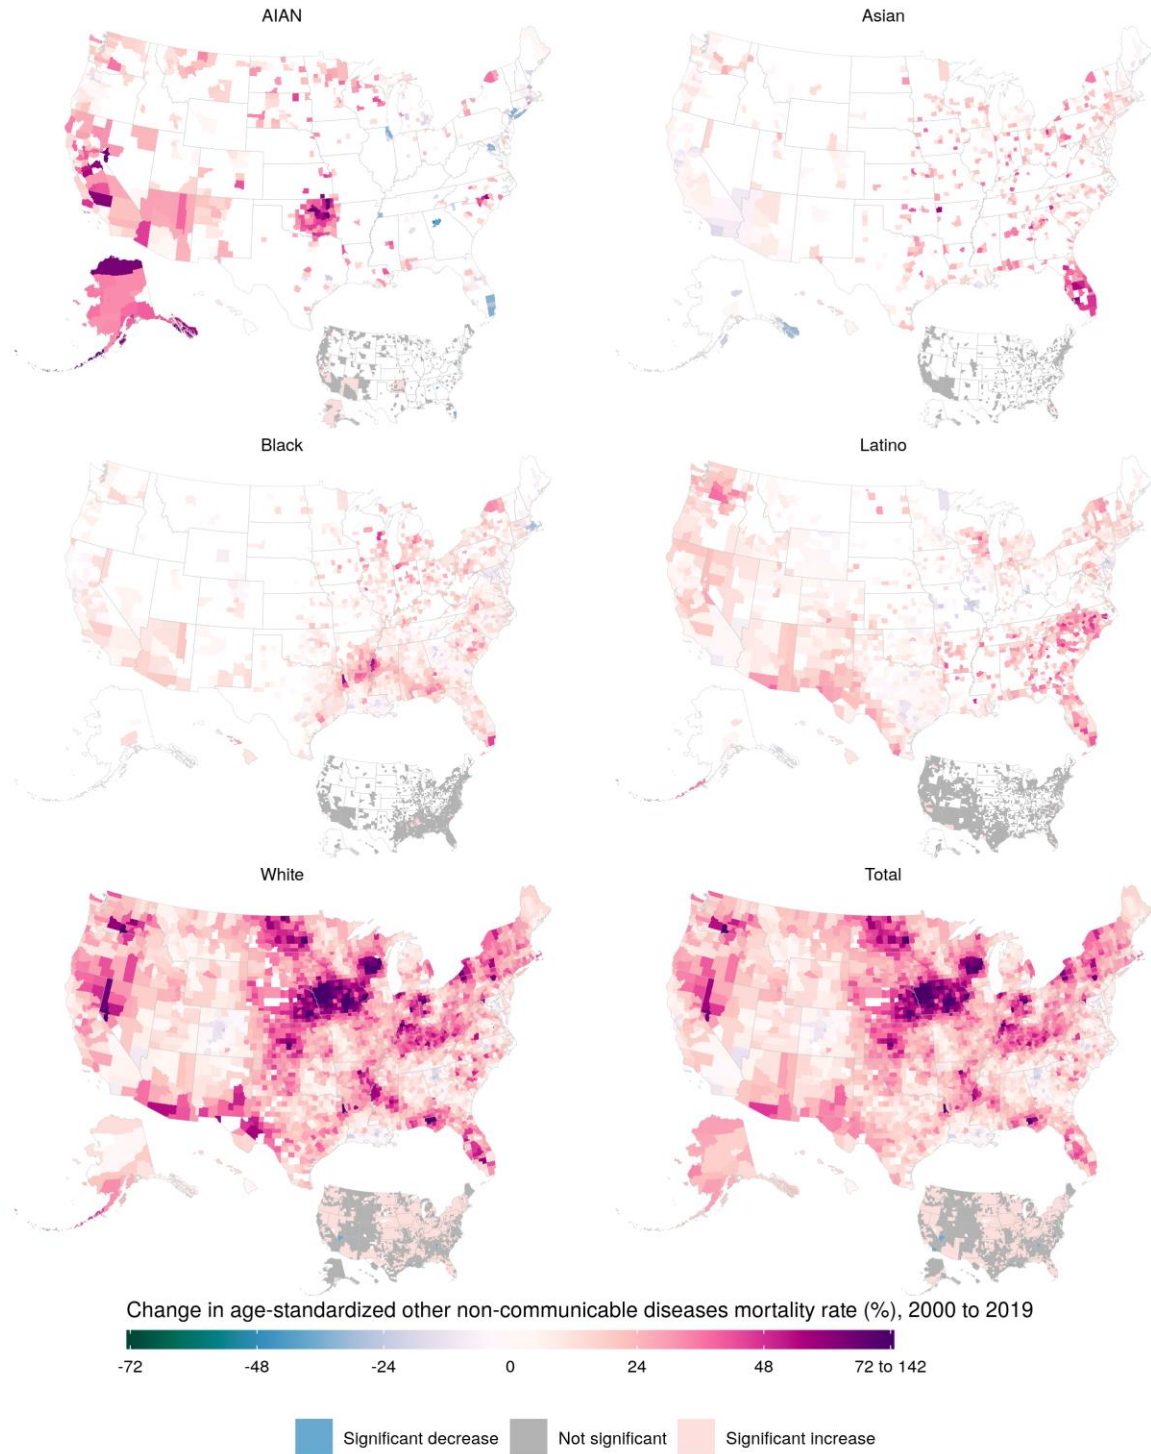 AIAN
Asian
Black
Latino
White
Total
Change in age-standardized other non-communicable diseases mortality rate (%), 2000 to 2019
-72 -48 -24 0 24 48 72 to 142
Significant decrease Not significant Significant increase